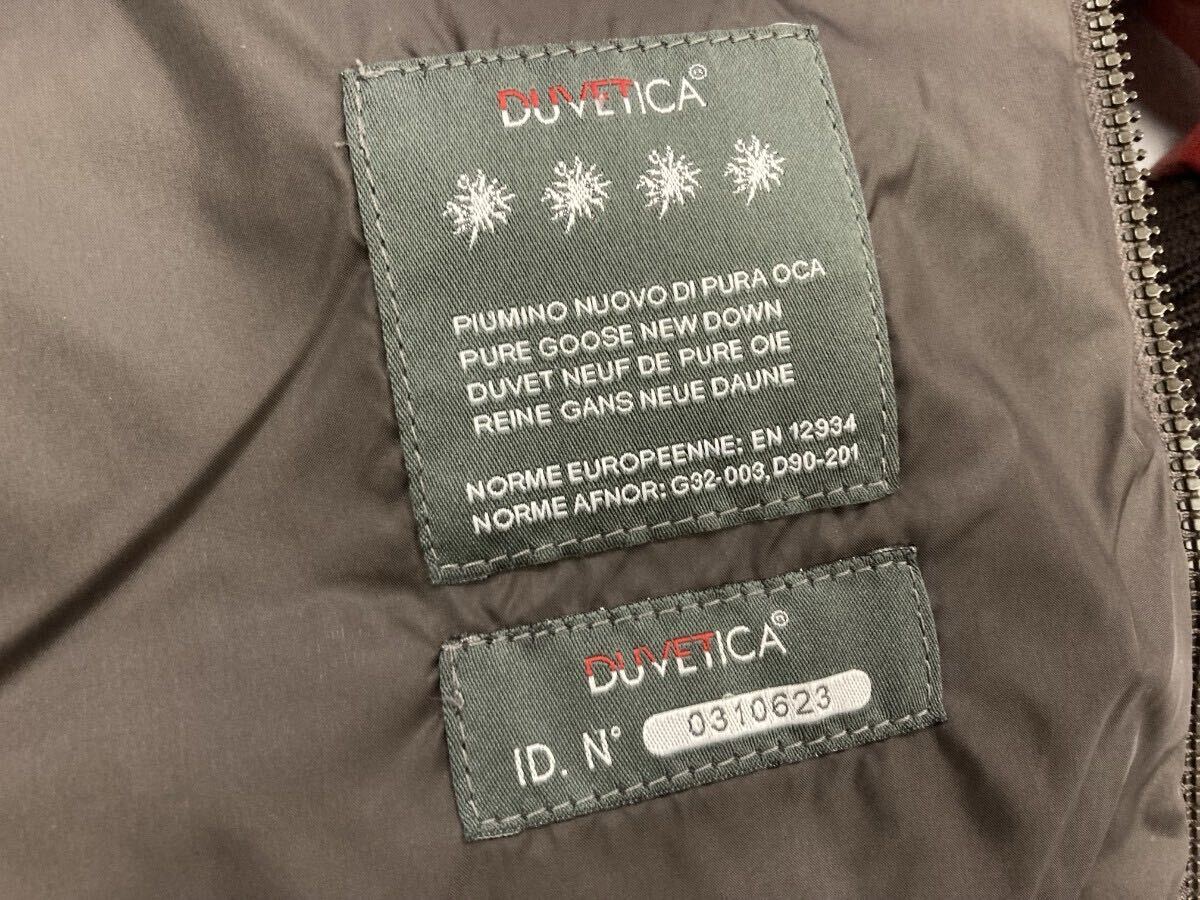 DUVETICA®
PIUMINO NUOVO DI PURA OCA
PURE GOOSE NEW DOWN
DUVET NEUF DE PURE OIE
REINE GANS NEUE DAUNE
NORME EUROPEENNE: EN 12934
NORME AFNOR: G32-003, D90-201
DUVETICA®
ID. N° 0310623